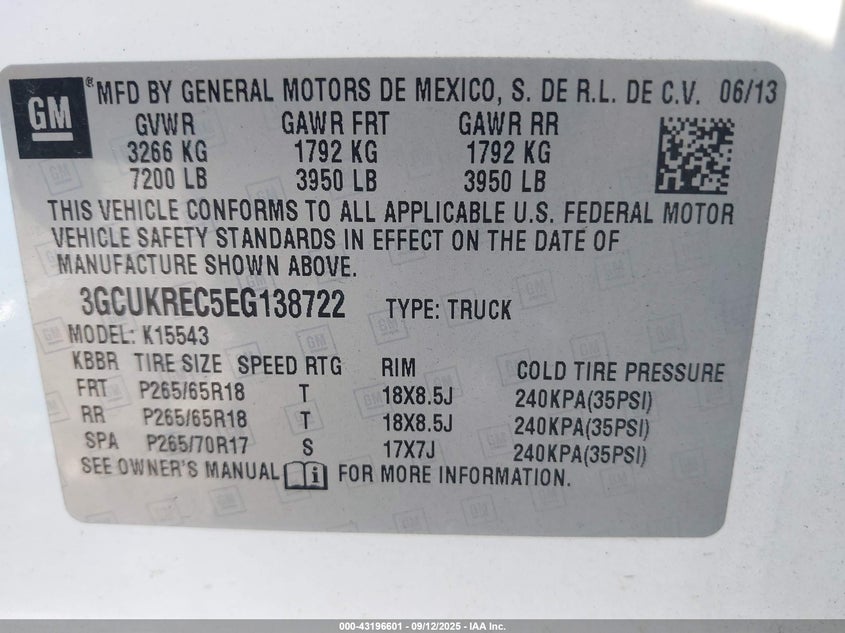 GM
® MFD BY GENERAL MOTORS DE MEXICO, S. DE R.L. DE C.V. 06/13
GVWR GAWR FRT GAWR RR
3266 KG 1792 KG 1792 KG
7200 LB 3950 LB 3950 LB
THIS VEHICLE CONFORMS TO ALL APPLICABLE U.S. FEDERAL MOTOR
VEHICLE SAFETY STANDARDS IN EFFECT ON THE DATE OF
MANUFACTURE SHOWN ABOVE.
3GCUKREC5EG138722 TYPE: TRUCK
MODEL: K15543
KBBR TIRE SIZE SPEED RTG RIM COLD TIRE PRESSURE
FRT P265/65R18 T 18X8.5J 240KPA(35PSI)
RR P265/65R18 T 18X8.5J 240KPA(35PSI)
SPA P265/70R17 S 17X7J 240KPA(35PSI)
SEE OWNER'S MANUAL i FOR MORE INFORMATION.
000-43196601 - 09/12/2025 - IAA Inc.